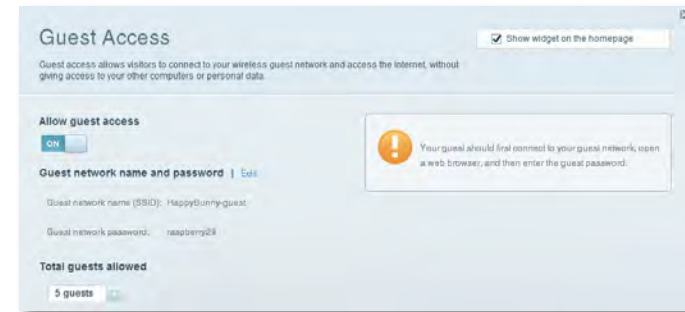 Guest Access
Show widget on the homepage
Guest access allows visitors to connect to your wireless guest network and access the Internet, without
giving access to your other computers or personal data.
Allow guest access
ON
Your guest should first connect to your guest network, open
a web browser, and then enter the guest password.
Guest network name and password | Edit
Guest network name (SSID): HappyBunny-guest
Guest network password: raspberry29
Total guests allowed
5 guests